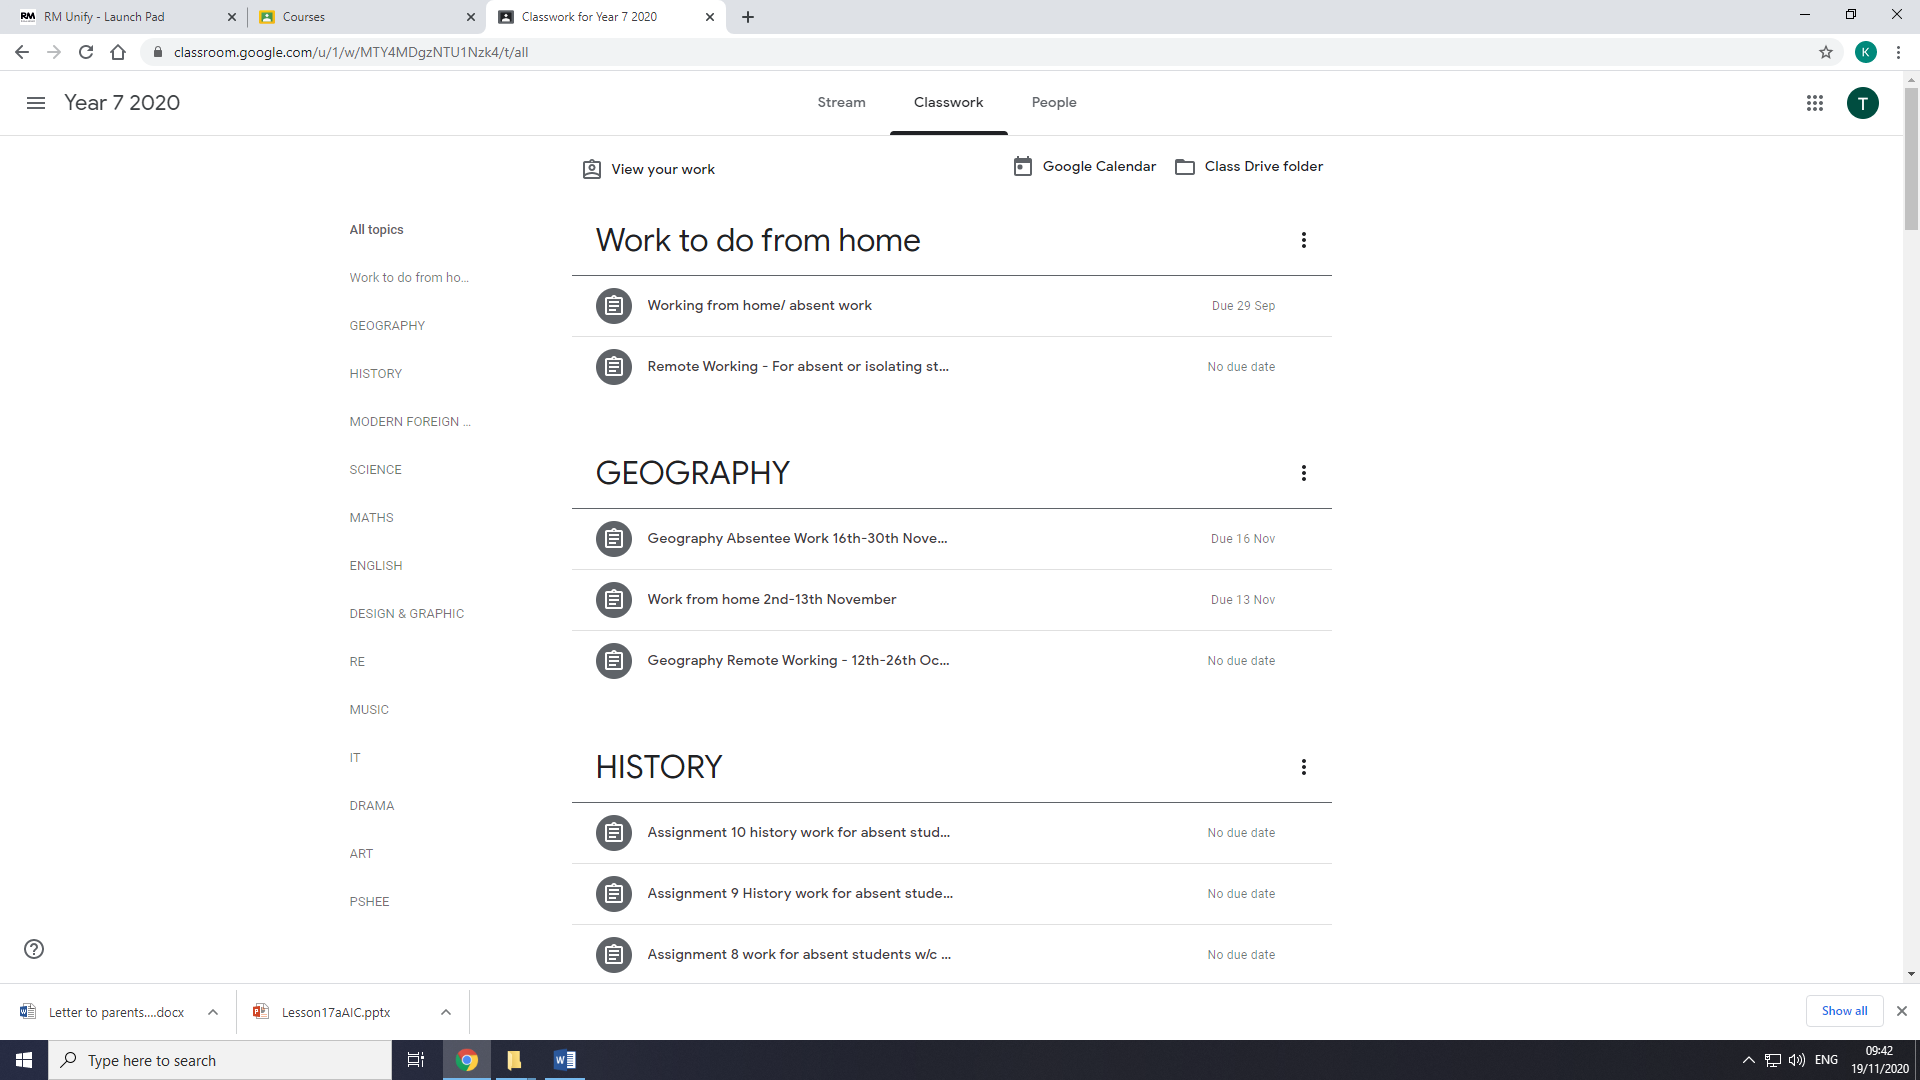 RM Unify - Launch Pad
Courses
Classwork for Year 7 2020
classroom.google.com/u/1/w/MTY4MDgzNTU1Nzk4/t/all
K
Year 7 2020
Stream
Classwork
People
T
View your work
Google Calendar
Class Drive folder
All topics
Work to do from ho...
GEOGRAPHY
HISTORY
MODERN FOREIGN ...
SCIENCE
MATHS
ENGLISH
DESIGN & GRAPHIC
RE
MUSIC
IT
DRAMA
ART
PSHEE
Work to do from home
Working from home/ absent work
Due 29 Sep
Remote Working - For absent or isolating st...
No due date
GEOGRAPHY
Geography Absentee Work 16th-30th Nove...
Due 16 Nov
Work from home 2nd-13th November
Due 13 Nov
Geography Remote Working - 12th-26th Oc...
No due date
HISTORY
Assignment 10 history work for absent stud...
No due date
Assignment 9 History work for absent stude...
No due date
Assignment 8 work for absent students w/c ...
No due date
Letter to parents....docx
Lesson17aAIC.pptx
Show all
Type here to search
ENG
09:42
19/11/2020